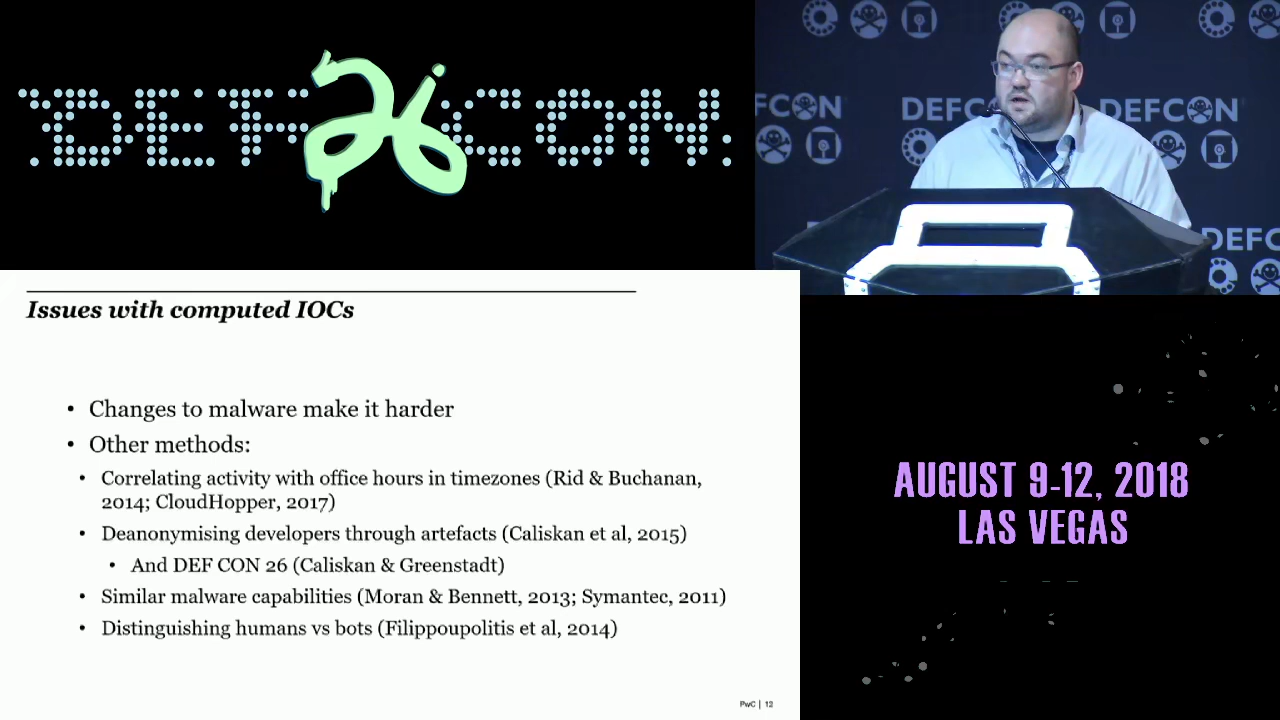 DEF 26 CON
DEFCON
DEFCON
Issues with computed IOCs
• Changes to malware make it harder
• Other methods:
• Correlating activity with office hours in timezones (Rid & Buchanan,
2014; CloudHopper, 2017)
• Deanonymising developers through artefacts (Caliskan et al, 2015)
• And DEF CON 26 (Caliskan & Greenstadt)
• Similar malware capabilities (Moran & Bennett, 2013; Symantec, 2011)
• Distinguishing humans vs bots (Filippoupolitis et al, 2014)
PwC | 12
AUGUST 9-12, 2018
LAS VEGAS